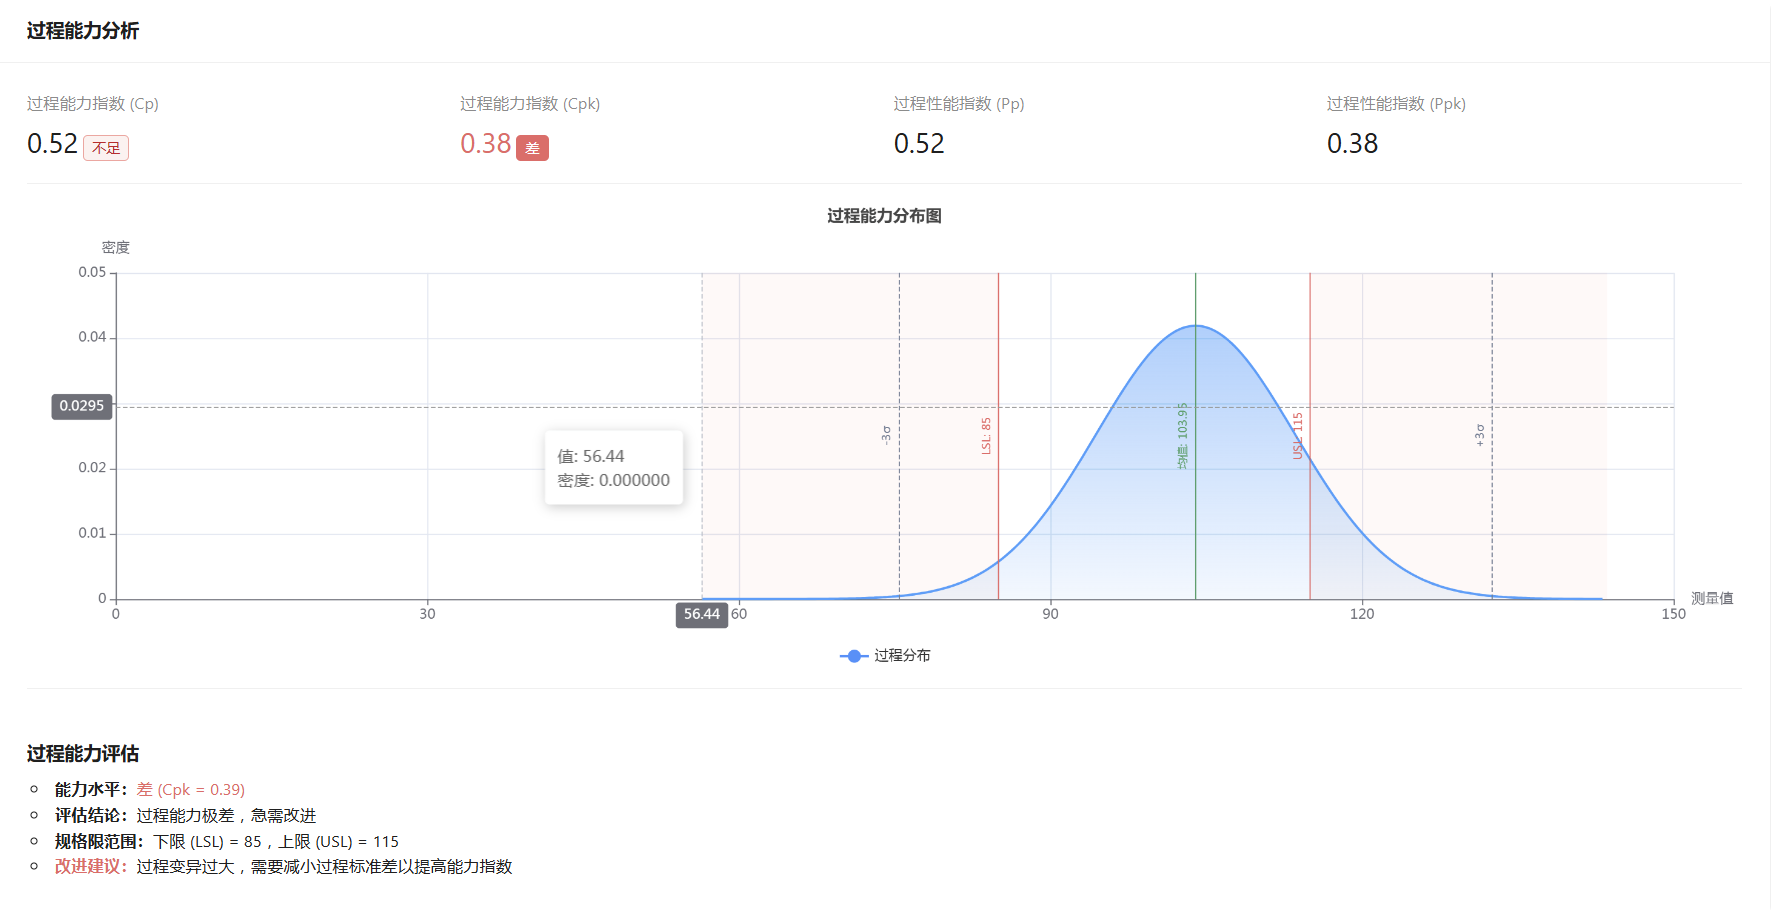 过程能力分析
过程能力指数 (Cp)
0.52 不足
过程能力指数 (Cpk)
0.38 差
过程性能指数 (Pp)
0.52
过程性能指数 (Ppk)
0.38
过程能力分布图
密度
0.05
0.04
0.0295
0.02
0.01
0
值: 56.44
密度: 0.000000
-3σ
LSL: 85
均值: 103.95
USL: 115
+3σ
0
30
56.44
60
90
120
150
测量值
过程分布
过程能力评估
能力水平：差 (Cpk = 0.39)
评估结论：过程能力极差，急需改进
规格限范围：下限 (LSL) = 85，上限 (USL) = 115
改进建议：过程变异过大，需要减小过程标准差以提高能力指数